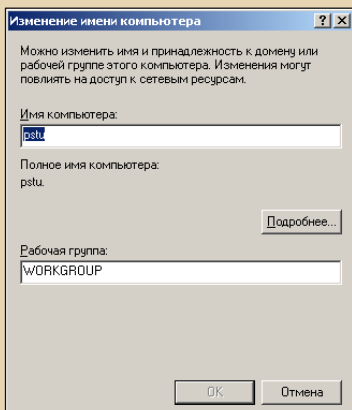 Изменение имени компьютера
Можно изменить имя и принадлежность к домену или
рабочей группе этого компьютера. Изменения могут
повлиять на доступ к сетевым ресурсам.
Имя компьютера:
pstu
Полное имя компьютера:
pstu.
Подробнее...
Рабочая группа:
WORKGROUP
OK
Отмена